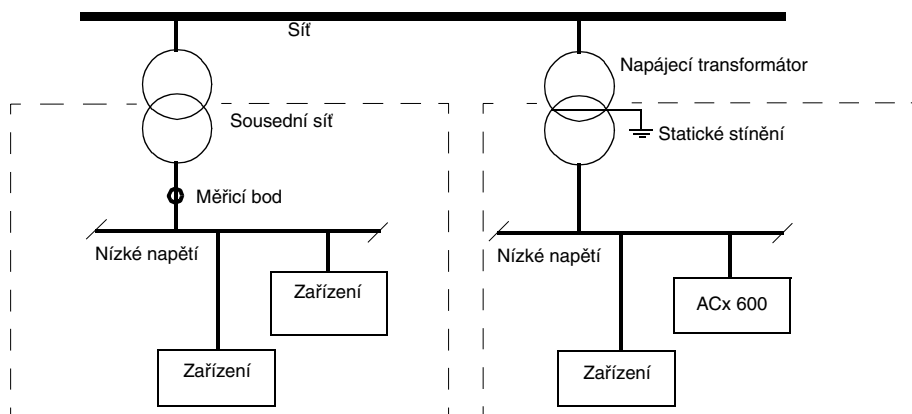 Síť
Napájecí transformátor
Sousední síť
Statické stínění
Měřicí bod
Nízké napětí
Zařízení
Zařízení
Nízké napětí
ACx 600
Zařízení